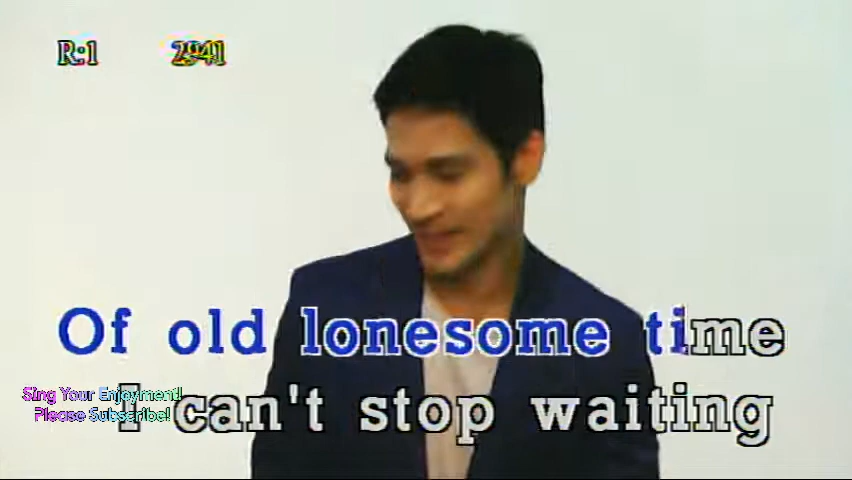 R:1 2941
Of old lonesome time
I can't stop waiting
Sing Your Enjoyment!
Please Subscribe!